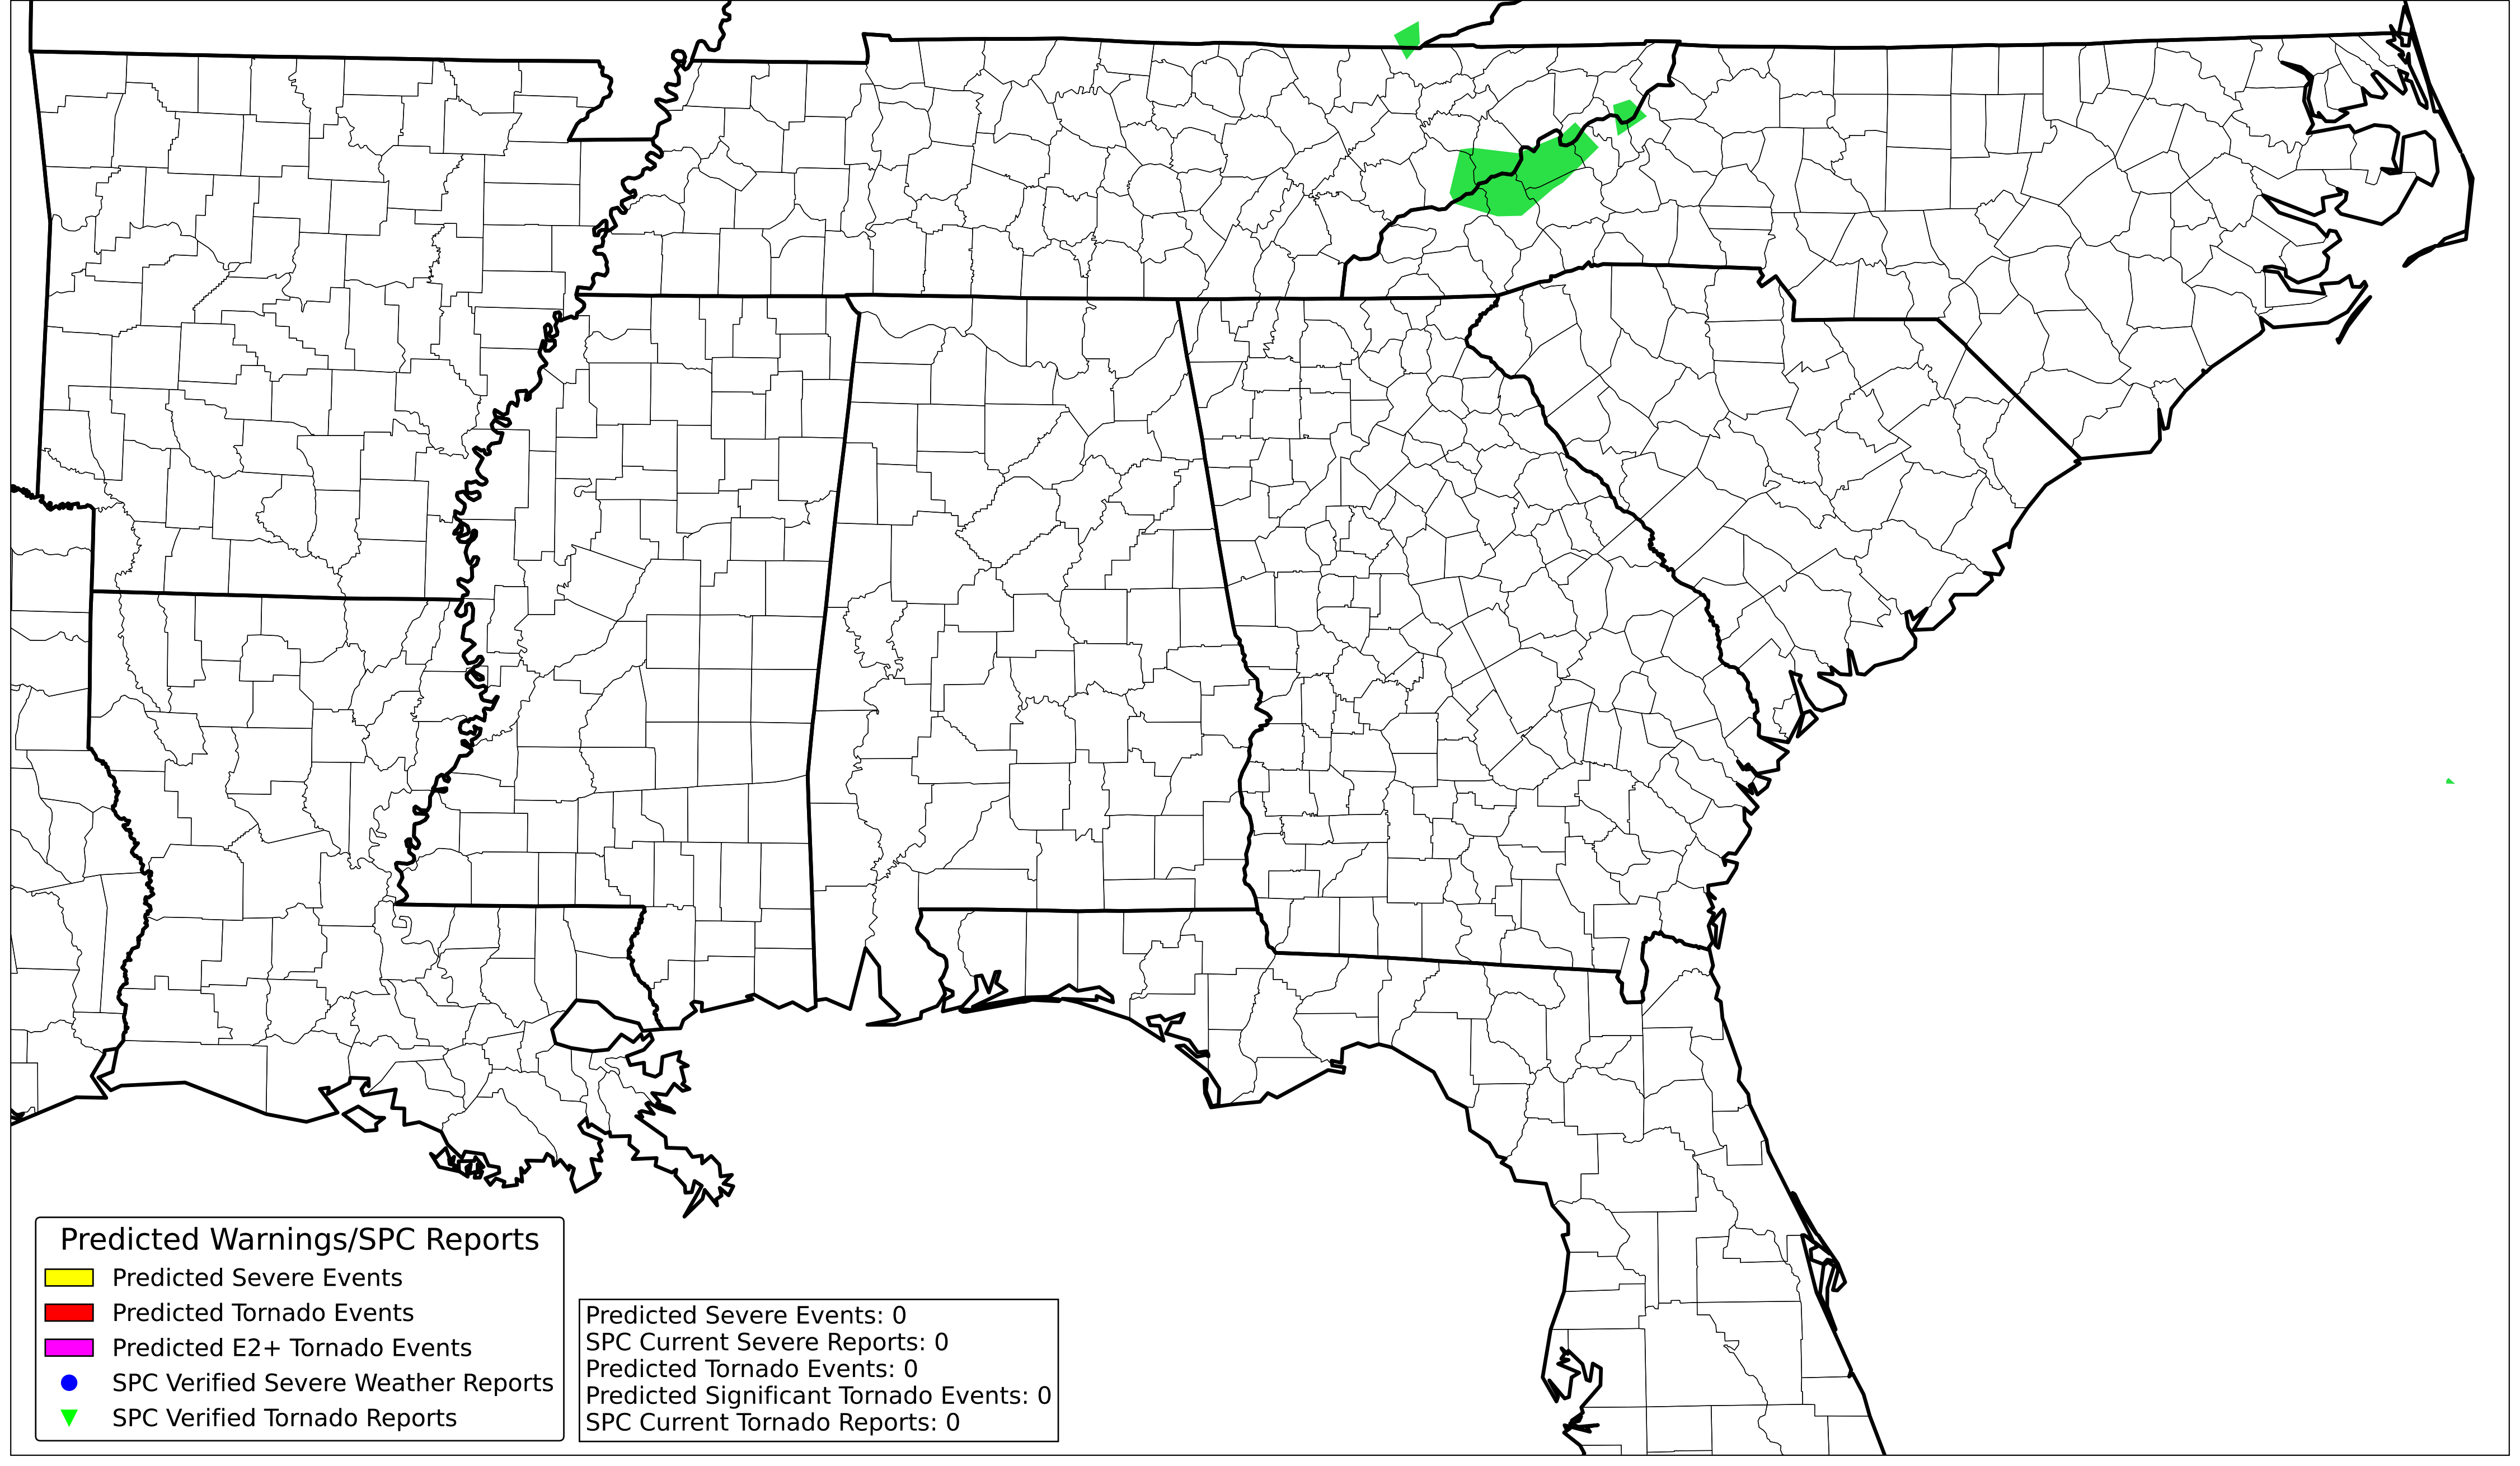 Predicted Warnings/SPC Reports
Predicted Severe Events
Predicted Tornado Events
Predicted E2+ Tornado Events
SPC Verified Severe Weather Reports
SPC Verified Tornado Reports
Predicted Severe Events: 0
SPC Current Severe Reports: 0
Predicted Tornado Events: 0
Predicted Significant Tornado Events: 0
SPC Current Tornado Reports: 0